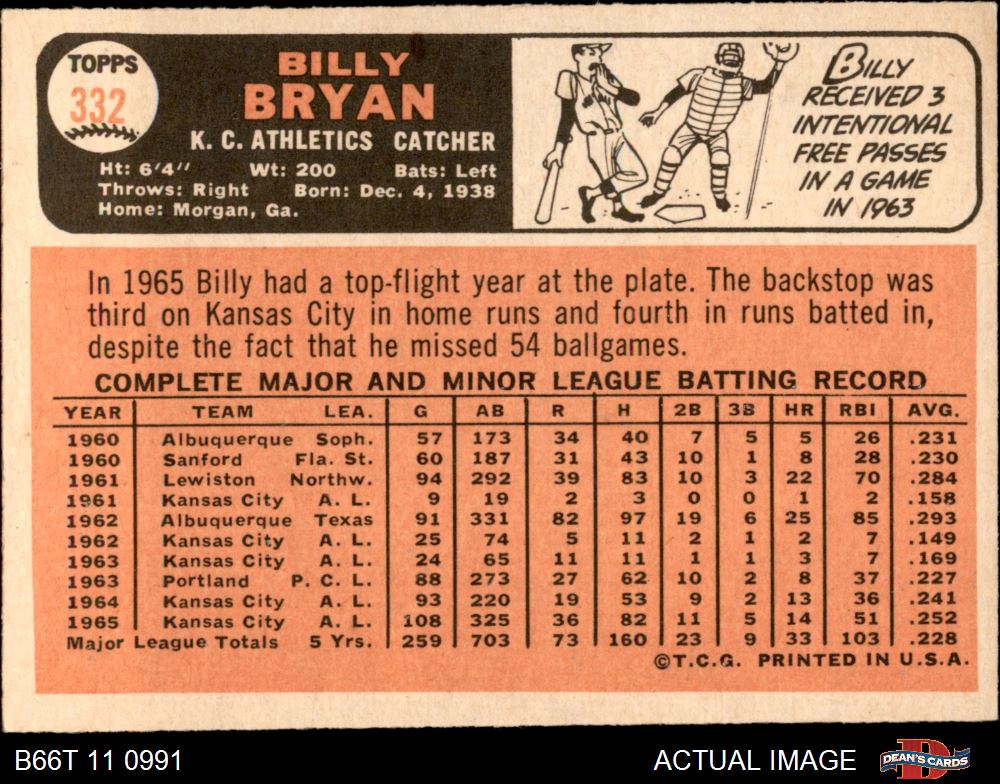 TOPPS
332
BILLY
BRYAN
K. C. ATHLETICS CATCHER
Ht: 6'4" Wt: 200 Bats: Left
Throws: Right Born: Dec. 4, 1938
Home: Morgan, Ga.
BILLY
RECEIVED 3
INTENTIONAL
FREE PASSES
IN A GAME
IN 1963
In 1965 Billy had a top-flight year at the plate. The backstop was
third on Kansas City in home runs and fourth in runs batted in,
despite the fact that he missed 54 ballgames.
COMPLETE MAJOR AND MINOR LEAGUE BATTING RECORD
YEAR TEAM LEA. G AB R H 2B 3B HR RBI AVG.
1960 Albuquerque Soph. 57 173 34 40 7 5 5 26 .231
1960 Sanford Fla. St. 60 187 31 43 10 1 8 28 .230
1961 Lewiston Northw. 94 292 39 83 10 3 22 70 .284
1961 Kansas City A. L. 9 19 2 3 0 0 1 2 .158
1962 Albuquerque Texas 91 331 82 97 19 6 25 85 .293
1962 Kansas City A. L. 25 74 5 11 2 1 2 7 .149
1963 Kansas City A. L. 24 65 11 11 1 1 3 7 .169
1963 Portland P. C. L. 88 273 27 62 10 2 8 37 .227
1964 Kansas City A. L. 93 220 19 53 9 2 13 36 .241
1965 Kansas City A. L. 108 325 36 82 11 5 14 51 .252
Major League Totals 5 Yrs. 259 703 73 160 23 9 33 103 .228
©T.C.G. PRINTED IN U.S.A.
B66T 11 0991 ACTUAL IMAGE D DEAN'S CARDS